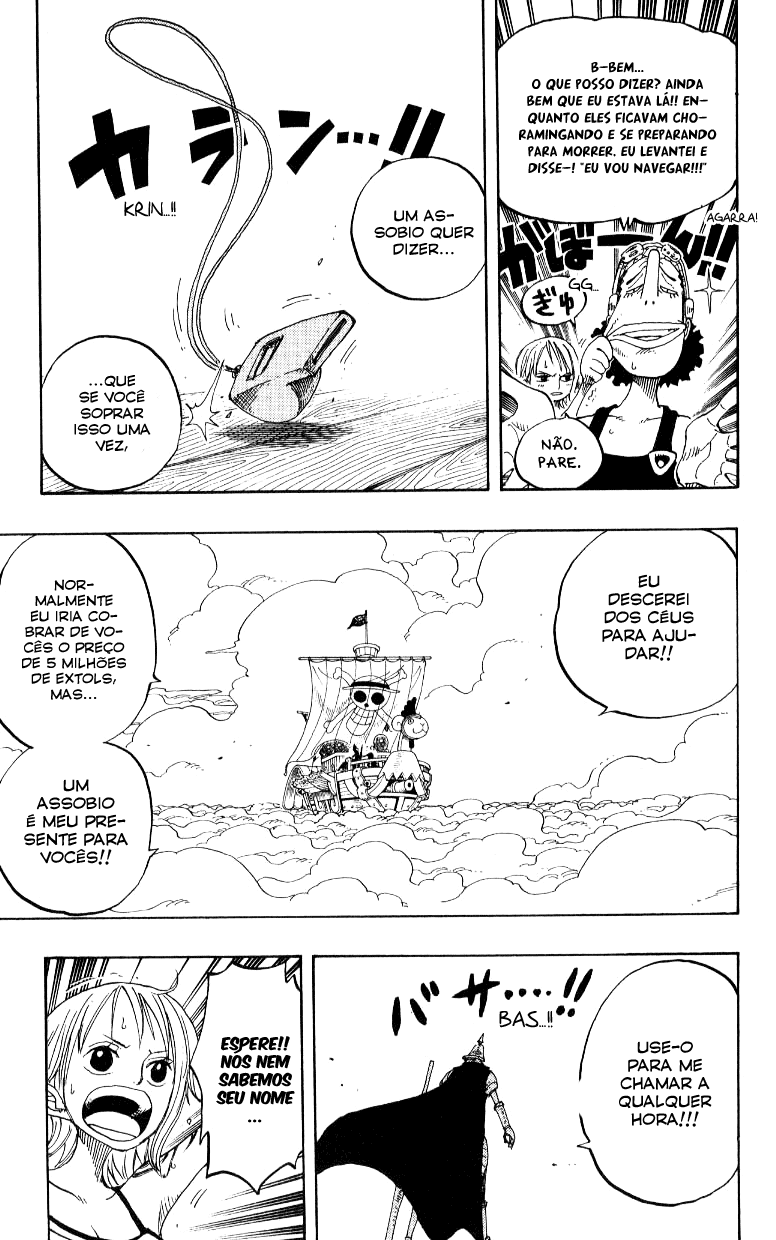 B-BEM...
O QUE POSSO DIZER? AINDA
BEM QUE EU ESTAVA LÁ!! EN-
QUANTO ELES FICAVAM CHO-
RAMINGANDO E SE PREPARANDO
PARA MORRER. EU LEVANTEI E
DISSE-! "EU VOU NAVEGAR!!!"
AGARRA!
がぼーん!!
GG...
ぎゅ
NÃO.
PARE.
カラン…!!
KRIN...!!
UM AS-
SOBIO QUER
DIZER...
...QUE
SE VOCÊ
SOPRAR
ISSO UMA
VEZ,
EU
DESCEREI
DOS CÉUS
PARA AJU-
DAR!!
NOR-
MALMENTE
EU IRIA CO-
BRAR DE VO-
CÊS O PREÇO
DE 5 MILHÕES
DE EXTOLS,
MAS...
UM
ASSOBIO
É MEU PRE-
SENTE PARA
VOCÊS!!
USE-O
PARA ME
CHAMAR A
QUALQUER
HORA!!!
バサ....!!
BAS...!!
ESPERE!!
NÓS NEM
SABEMOS
SEU NOME
...